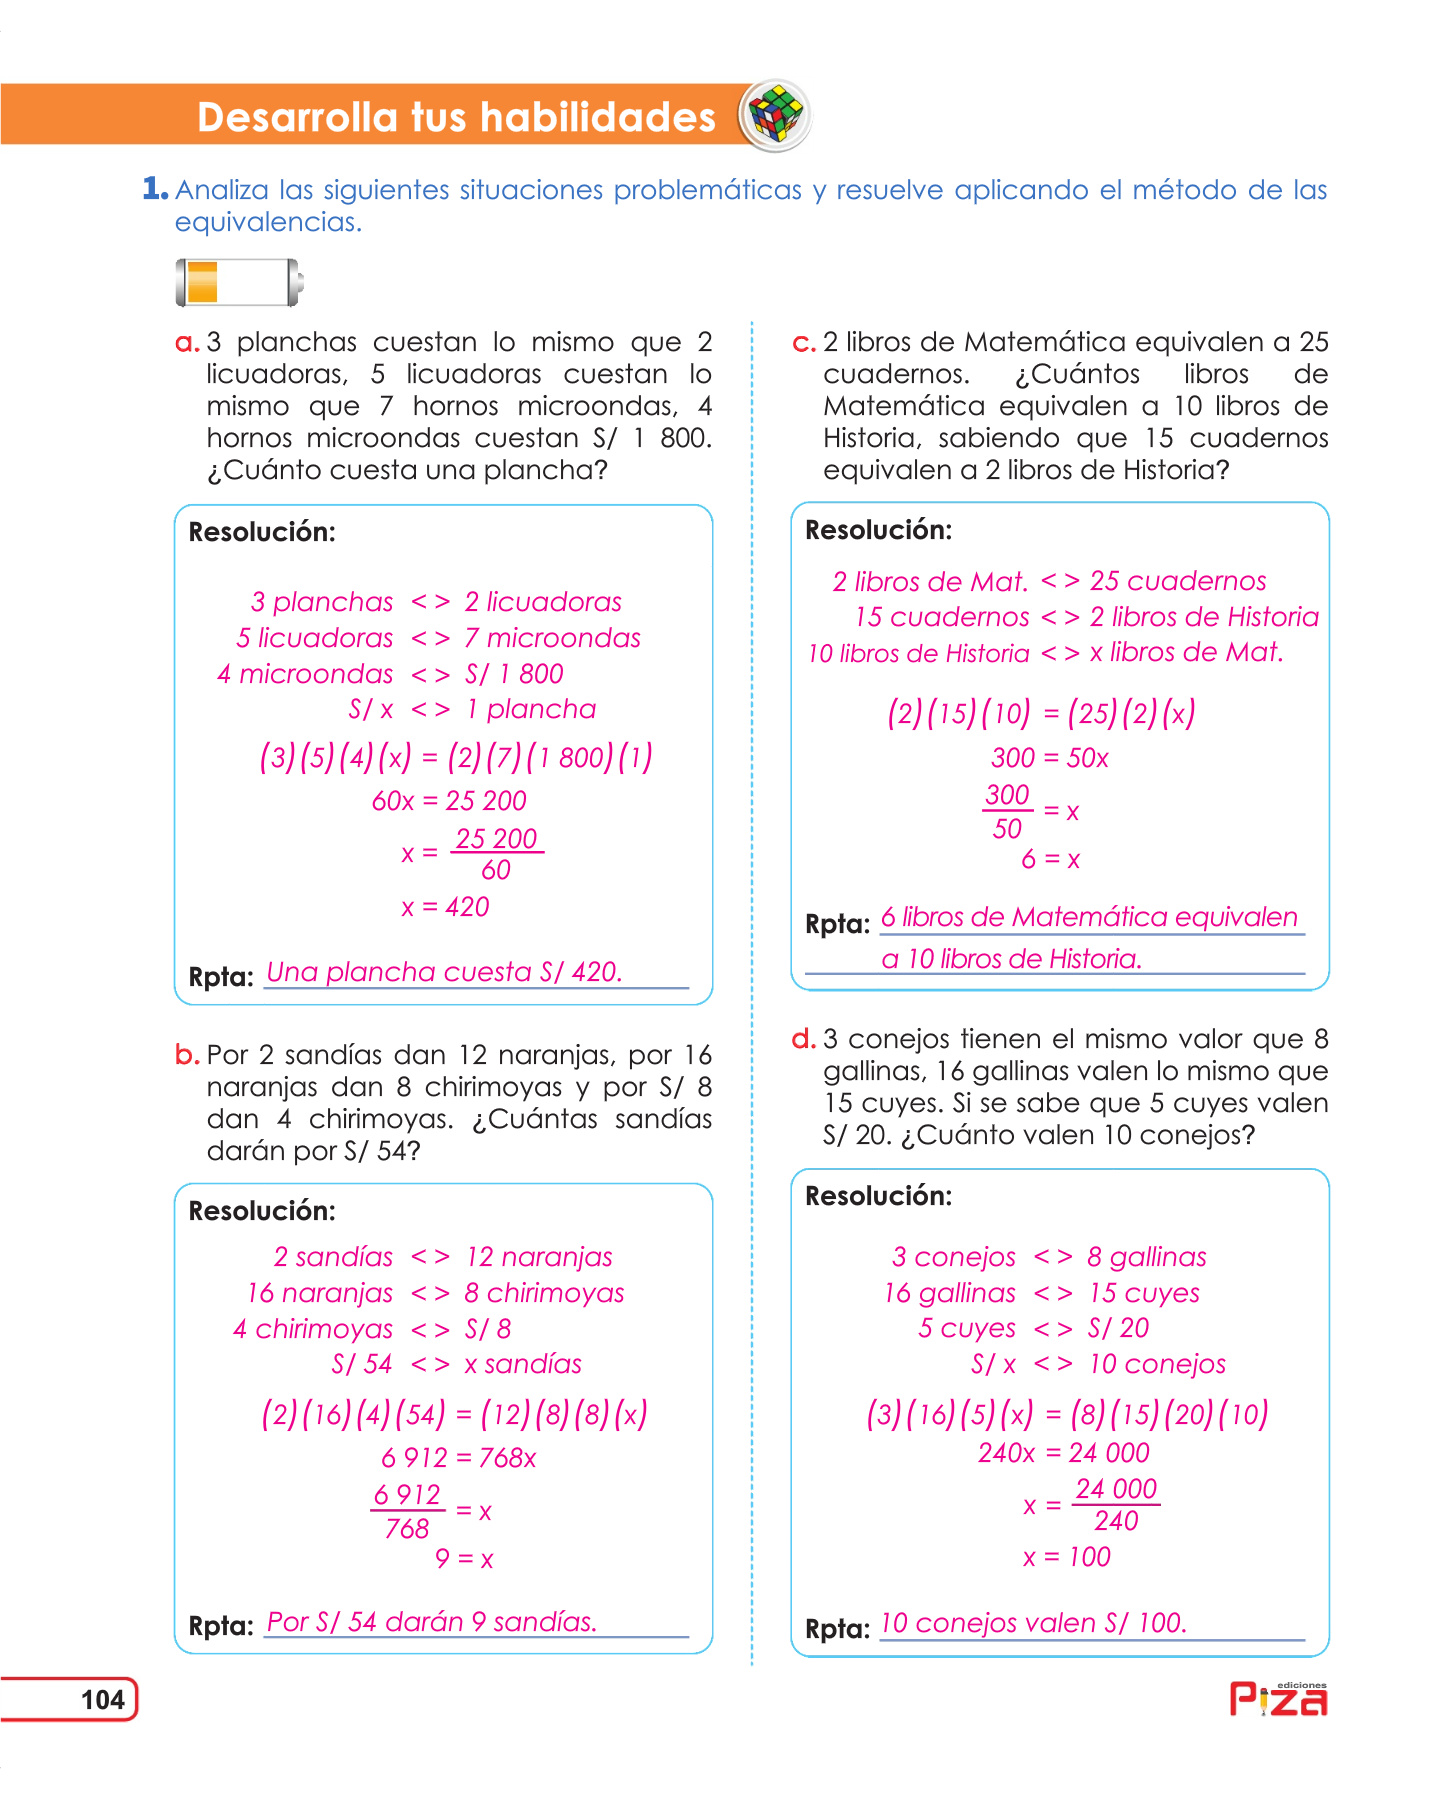 Desarrolla tus habilidades
1. Analiza las siguientes situaciones problemáticas y resuelve aplicando el método de las
equivalencias.
a. 3 planchas cuestan lo mismo que 2
licuadoras, 5 licuadoras cuestan lo
mismo que 7 hornos microondas, 4
hornos microondas cuestan S/ 1 800.
¿Cuánto cuesta una plancha?
Resolución:
3 planchas < > 2 licuadoras
5 licuadoras < > 7 microondas
4 microondas < > S/ 1 800
S/ x < > 1 plancha
(3)(5)(4)(x) = (2)(7)(1 800)(1)
60x = 25 200
x = 25 200
60
x = 420
Rpta: Una plancha cuesta S/ 420.
b. Por 2 sandías dan 12 naranjas, por 16
naranjas dan 8 chirimoyas y por S/ 8
dan 4 chirimoyas. ¿Cuántas sandías
darán por S/ 54?
Resolución:
2 sandías < > 12 naranjas
16 naranjas < > 8 chirimoyas
4 chirimoyas < > S/ 8
S/ 54 < > x sandías
(2)(16)(4)(54) = (12)(8)(8)(x)
6 912 = 768x
6 912
768 = x
9 = x
Rpta: Por S/ 54 darán 9 sandías.
c. 2 libros de Matemática equivalen a 25
cuadernos. ¿Cuántos libros de
Matemática equivalen a 10 libros de
Historia, sabiendo que 15 cuadernos
equivalen a 2 libros de Historia?
Resolución:
2 libros de Mat. < > 25 cuadernos
15 cuadernos < > 2 libros de Historia
10 libros de Historia < > x libros de Mat.
(2)(15)(10) = (25)(2)(x)
300 = 50x
300
50 = x
6 = x
Rpta: 6 libros de Matemática equivalen
a 10 libros de Historia.
d. 3 conejos tienen el mismo valor que 8
gallinas, 16 gallinas valen lo mismo que
15 cuyes. Si se sabe que 5 cuyes valen
S/ 20. ¿Cuánto valen 10 conejos?
Resolución:
3 conejos < > 8 gallinas
16 gallinas < > 15 cuyes
5 cuyes < > S/ 20
S/ x < > 10 conejos
(3)(16)(5)(x) = (8)(15)(20)(10)
240x = 24 000
x = 24 000
240
x = 100
Rpta: 10 conejos valen S/ 100.
104
ediciones
Piza